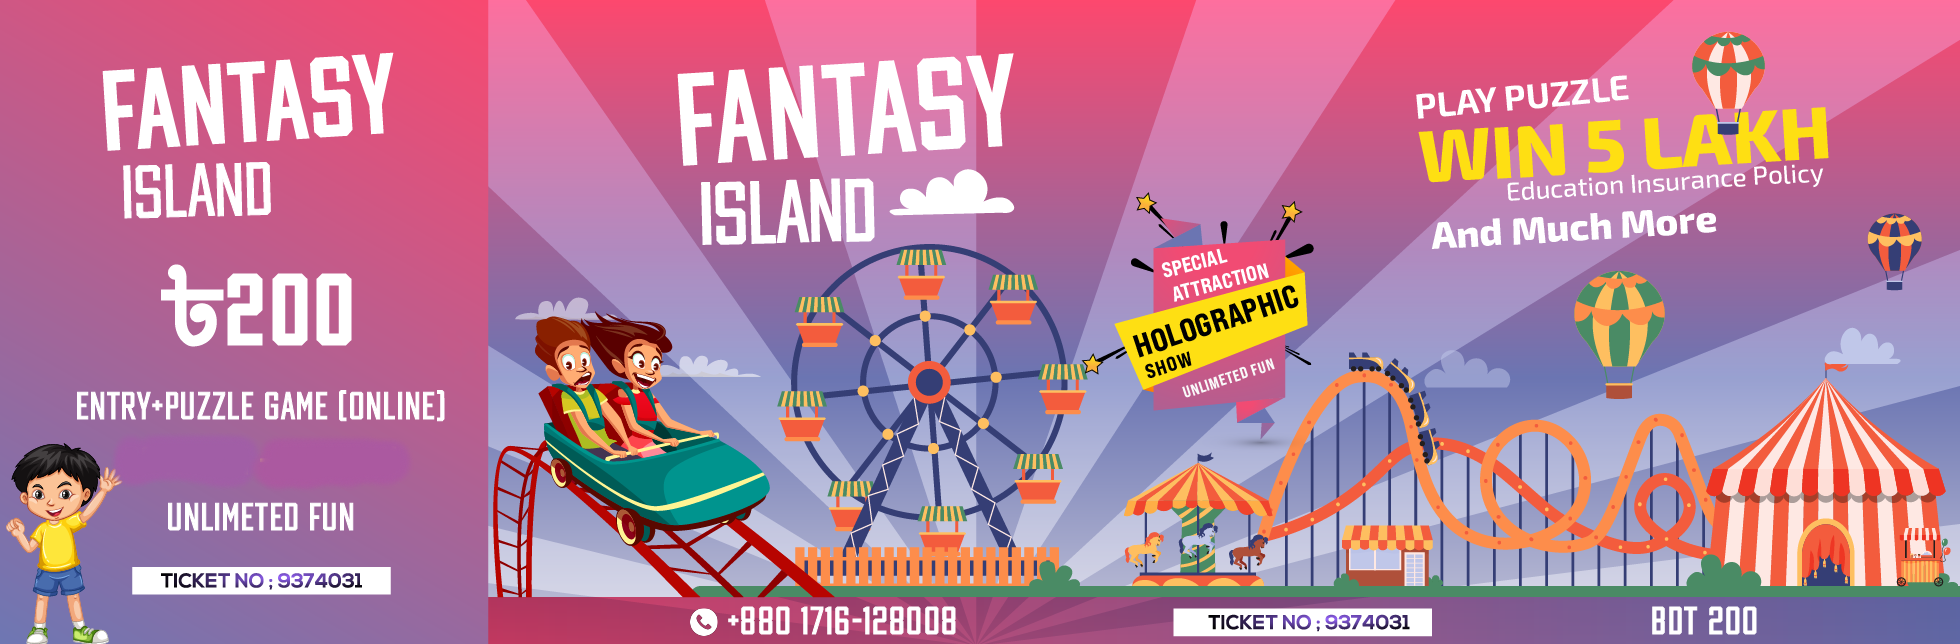 FANTASY
ISLAND
৳200
ENTRY+PUZZLE GAME (ONLINE)
UNLIMETED FUN
TICKET NO ; 9374031
FANTASY
ISLAND
SPECIAL
ATTRACTION
HOLOGRAPHIC
SHOW
UNLIMETED FUN
PLAY PUZZLE
WIN 5 LAKH
Education Insurance Policy
And Much More
+880 1716-128008
TICKET NO ; 9374031
BDT 200